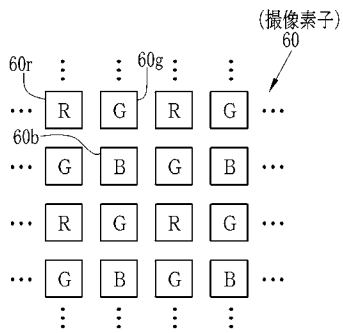 (撮像素子)
60
60r
60g
R G R G
60b
G B G B
R G R G
G B G B